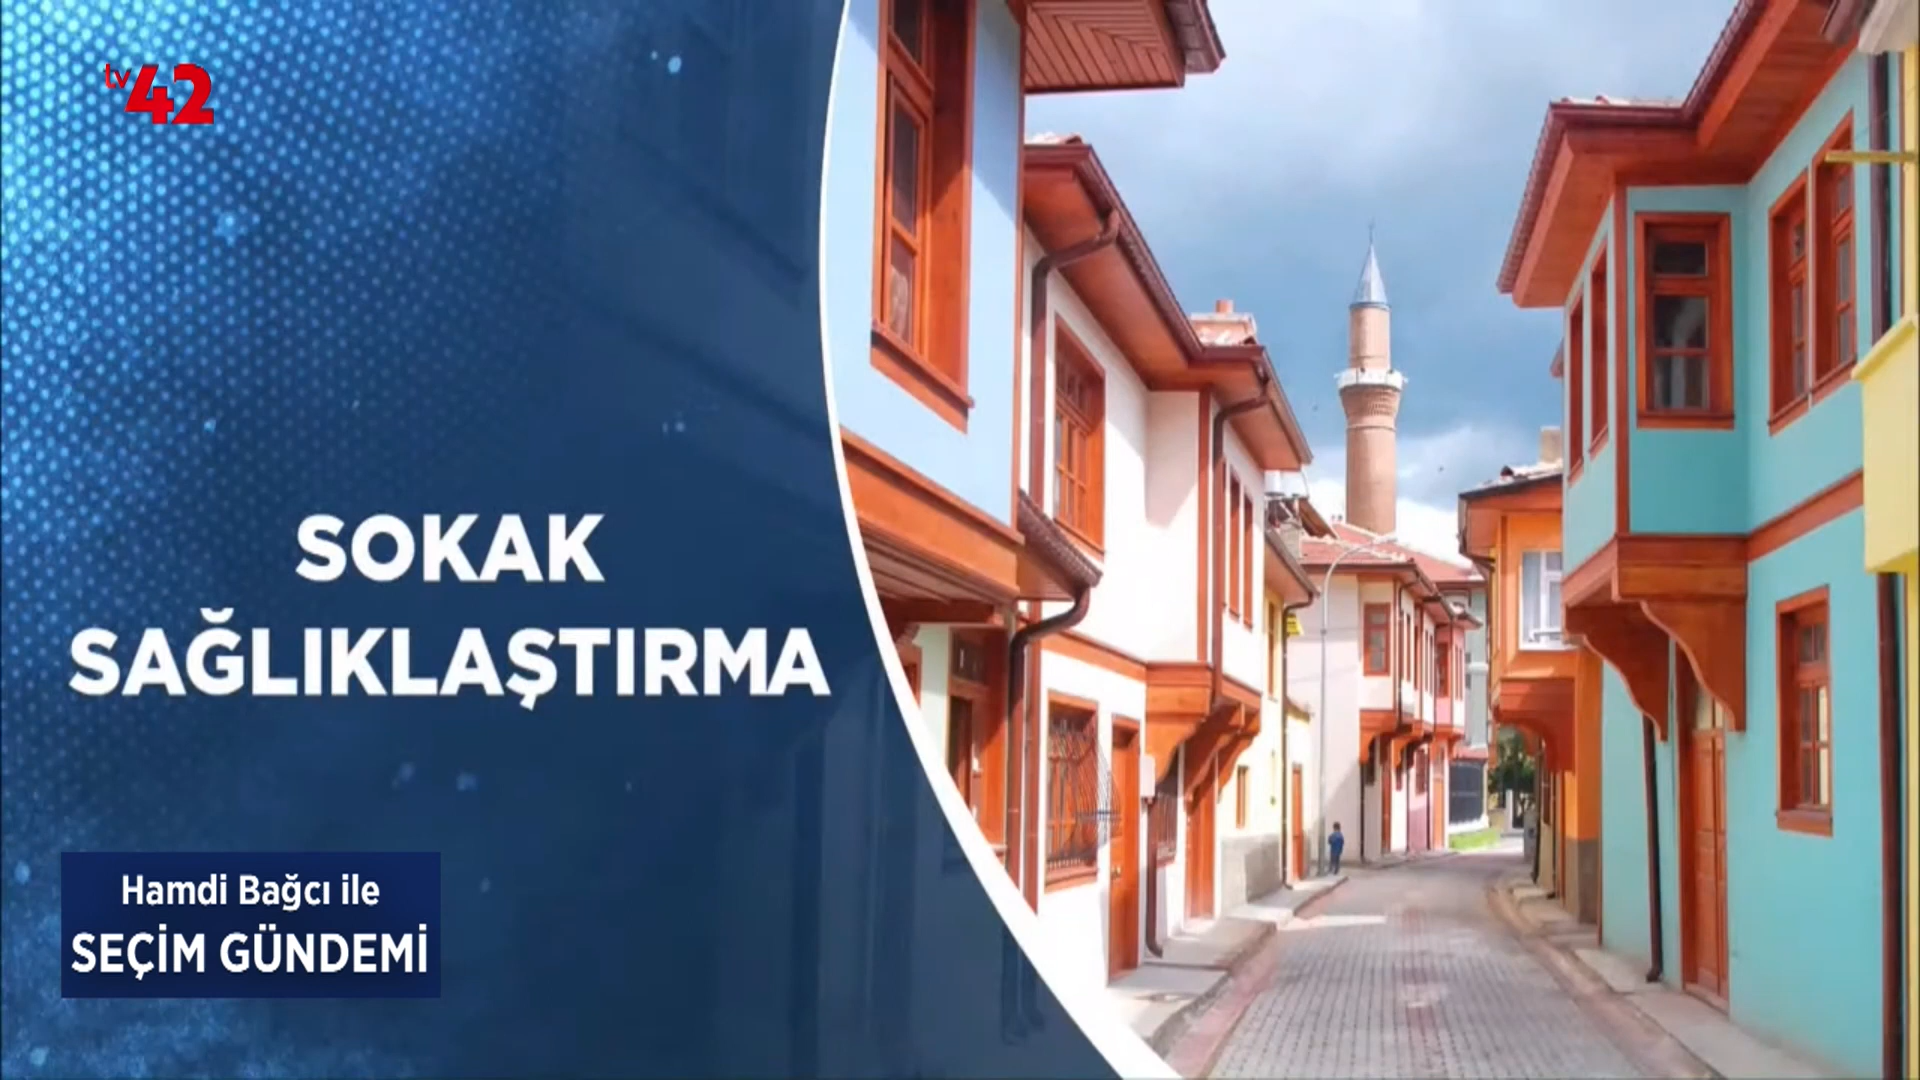 tv42
SOKAK
SAĞLIKLAŞTIRMA
Hamdi Bağcı ile
SEÇİM GÜNDEMİ